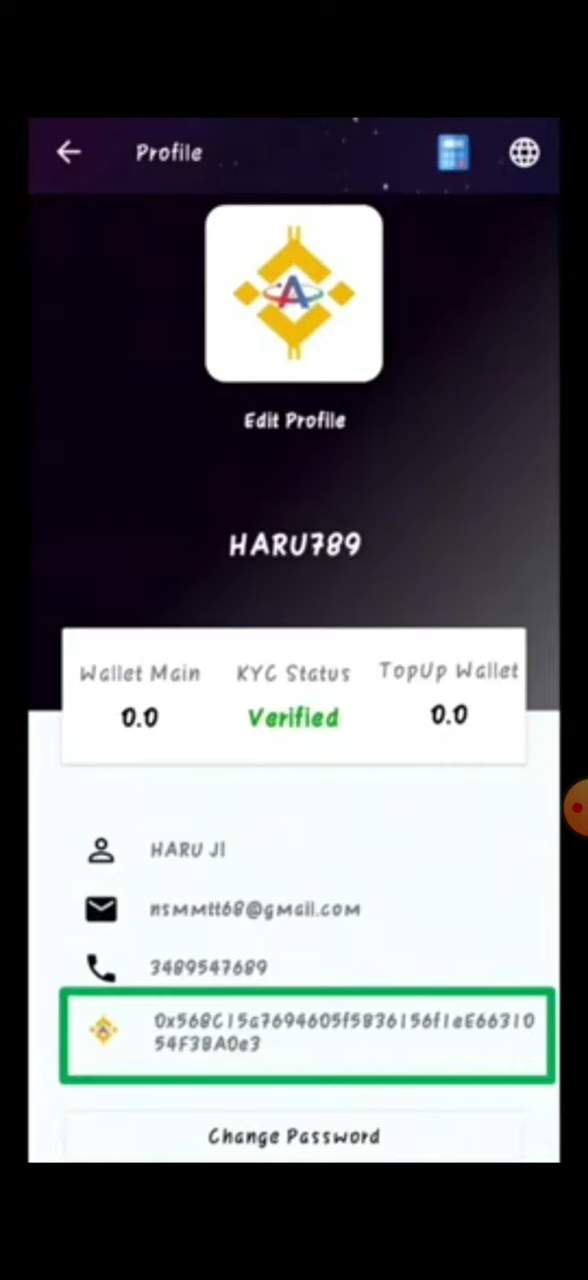 Profile
A
Edit Profile
HARU789
Wallet Main KYC Status TopUp Wallet
0.0 Verified 0.0
HARU JI
nsmmtt68@gmail.com
3489547689
0x568C15a7694605f5836156f1eE66310
54F38A0e3
Change Password